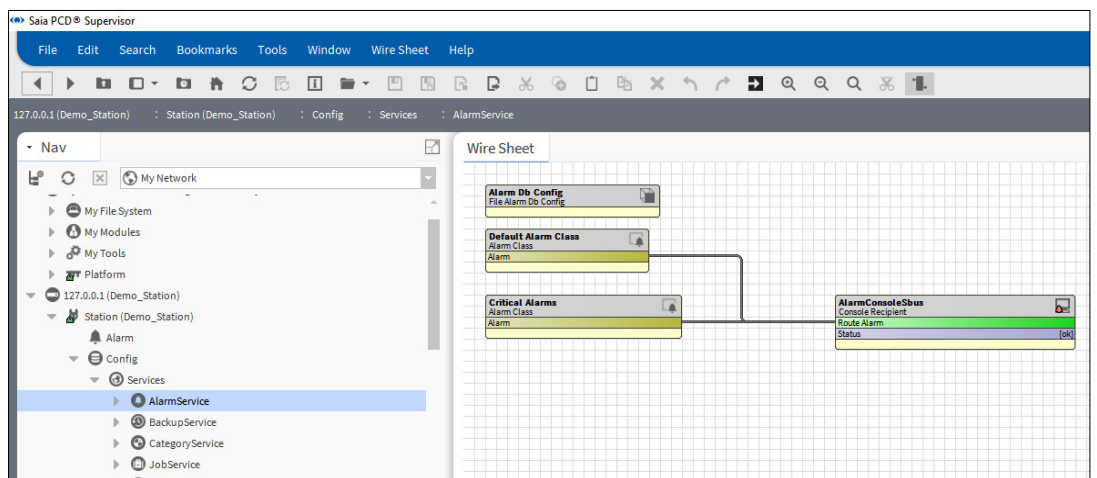 Saia PCD® Supervisor
File Edit Search Bookmarks Tools Window Wire Sheet Help
127.0.0.1 (Demo_Station) : Station (Demo_Station) : Config : Services : AlarmService
Nav
My Network
My File System
My Modules
My Tools
Platform
127.0.0.1 (Demo_Station)
Station (Demo_Station)
Alarm
Config
Services
AlarmService
BackupService
CategoryService
JobService
Wire Sheet
Alarm Db Config
File Alarm Db Config
Default Alarm Class
Alarm Class
Alarm
Critical Alarms
Alarm Class
Alarm
AlarmConsoleSbus
Console Recipient
Route Alarm
Status {ok}